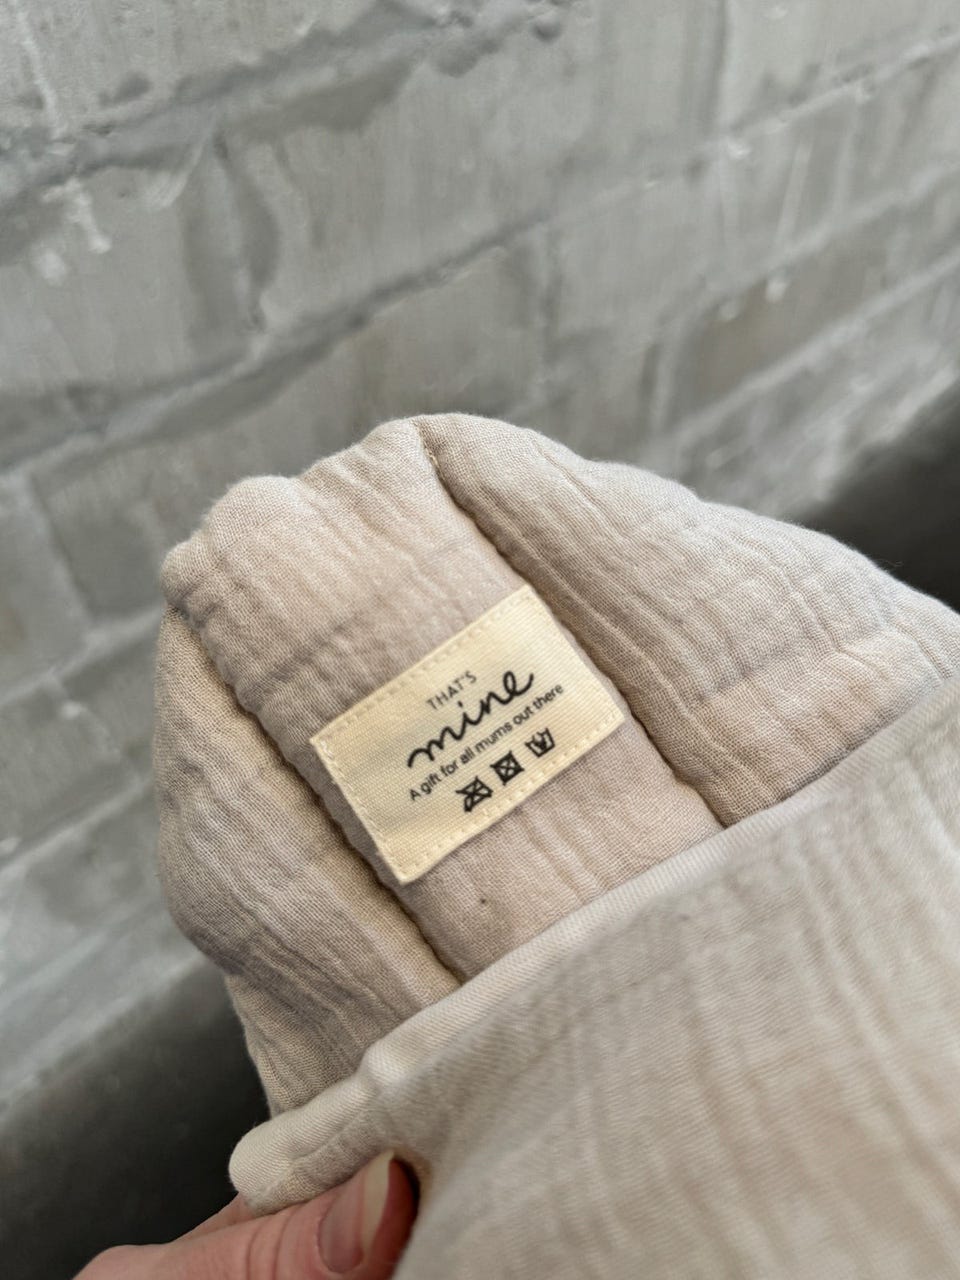 THAT'S
mine
A gift for all mums out there